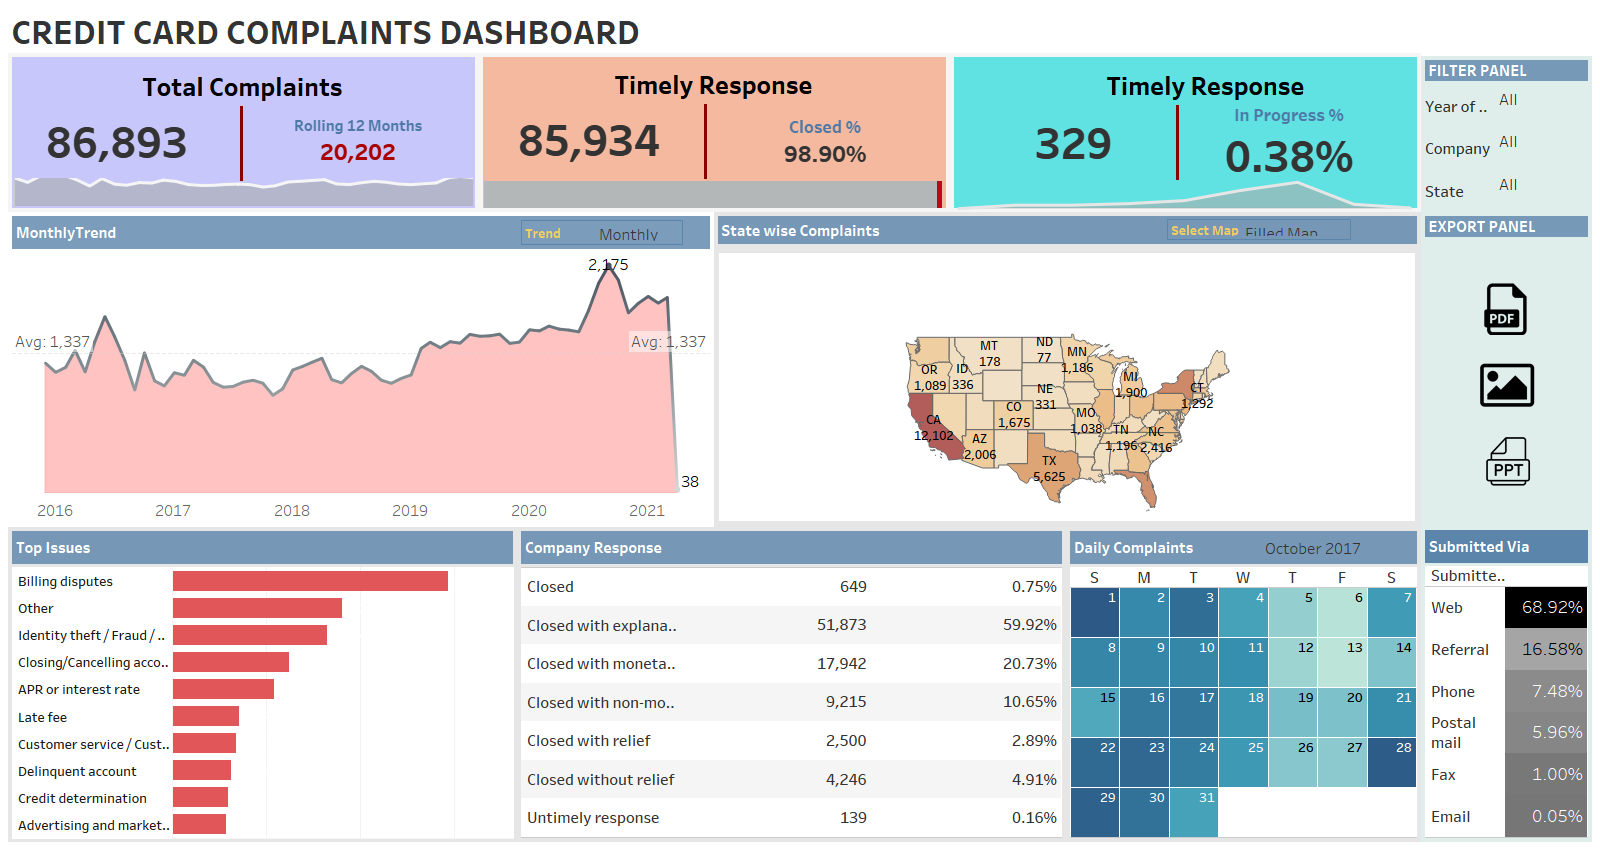 CREDIT CARD COMPLAINTS DASHBOARD
Total Complaints
86,893
Rolling 12 Months
20,202
Timely Response
85,934
Closed %
98.90%
Timely Response
329
In Progress %
0.38%
FILTER PANEL
Year of .. All
Company All
State All
MonthlyTrend
Trend Monthly
2,175
Avg: 1,337
Avg: 1,337
38
2016 2017 2018 2019 2020 2021
State wise Complaints
Select Map Filled Map
MT
178
ND
77
MN
1,186
OR
1,089
ID
336
MI
1,900
NE
331
CT
1,292
CO
1,675
CA
12,102
MO
1,038
AZ
2,006
TN
1,196
NC
2,416
TX
5,625
EXPORT PANEL
PDF
PPT
Top Issues
Billing disputes
Other
Identity theft / Fraud / ..
Closing/Cancelling acco..
APR or interest rate
Late fee
Customer service / Cust..
Delinquent account
Credit determination
Advertising and market..
Company Response
Closed 649 0.75%
Closed with explana.. 51,873 59.92%
Closed with moneta.. 17,942 20.73%
Closed with non-mo.. 9,215 10.65%
Closed with relief 2,500 2.89%
Closed without relief 4,246 4.91%
Untimely response 139 0.16%
Daily Complaints October 2017
S M T W T F S
1 2 3 4 5 6 7
8 9 10 11 12 13 14
15 16 17 18 19 20 21
22 23 24 25 26 27 28
29 30 31
Submitted Via
Submitte..
Web 68.92%
Referral 16.58%
Phone 7.48%
Postal
mail 5.96%
Fax 1.00%
Email 0.05%